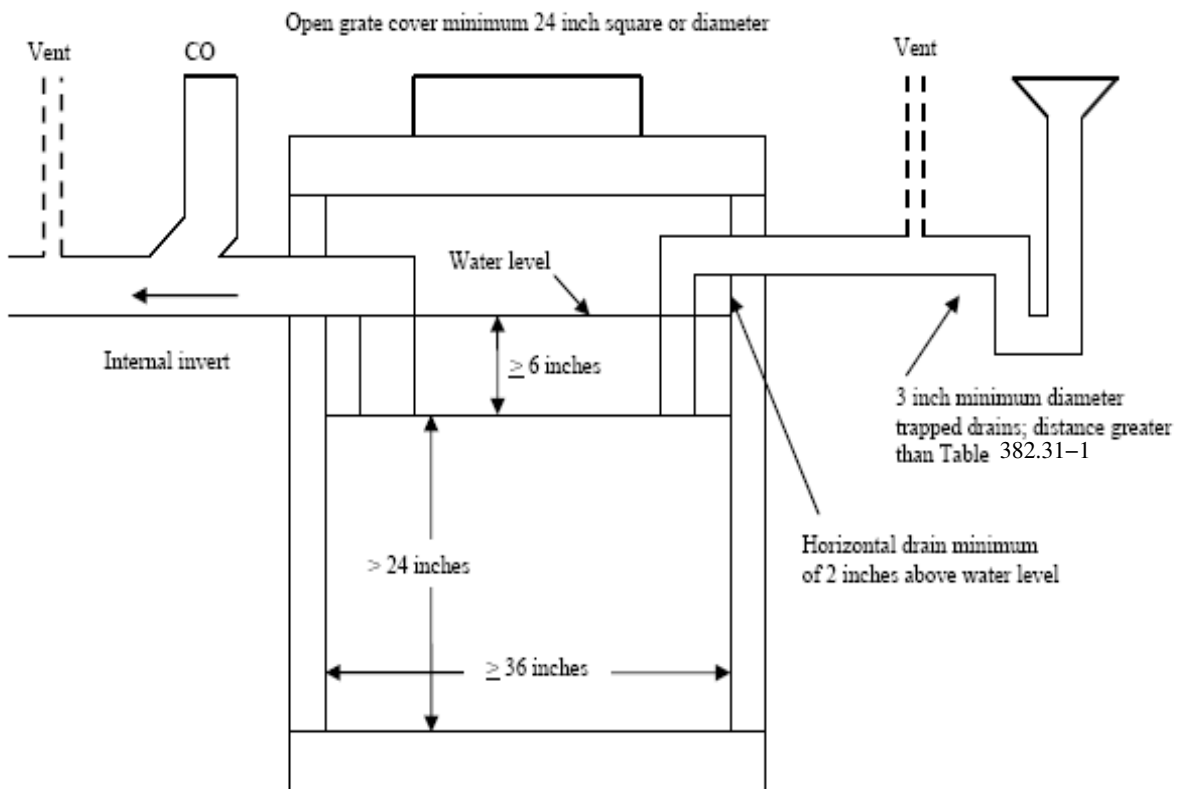 Open grate cover minimum 24 inch square or diameter
Vent
CO
Vent
Water level
Internal invert
≥ 6 inches
3 inch minimum diameter
trapped drains; distance greater
than Table 382.31−1
> 24 inches
Horizontal drain minimum
of 2 inches above water level
≥ 36 inches